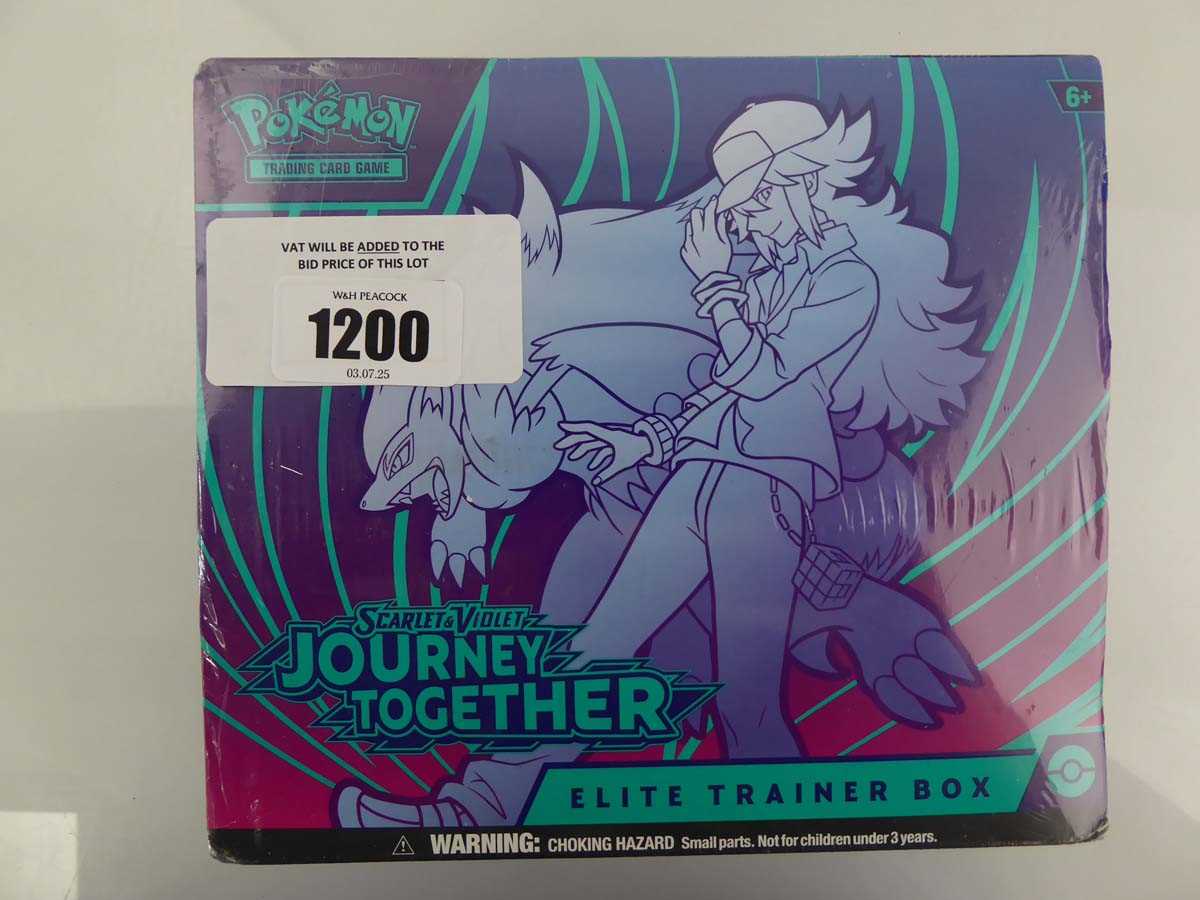 POKéMON
TRADING CARD GAME
6+
VAT WILL BE ADDED TO THE
BID PRICE OF THIS LOT
W&H PEACOCK
1200
03.07.25
SCARLET & VIOLET
JOURNEY
TOGETHER
ELITE TRAINER BOX
WARNING: CHOKING HAZARD Small parts. Not for children under 3 years.